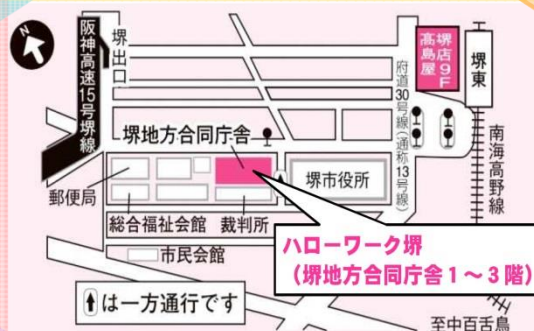 N
阪神高速15号堺線
堺出口
髙島屋
堺店9F
堺東
府道30号線(通称13号線)
南海高野線
堺地方合同庁舎
堺市役所
郵便局
総合福祉会館
裁判所
市民会館
ハローワーク堺
(堺地方合同庁舎1~3階)
は一方通行です
至中百舌鳥